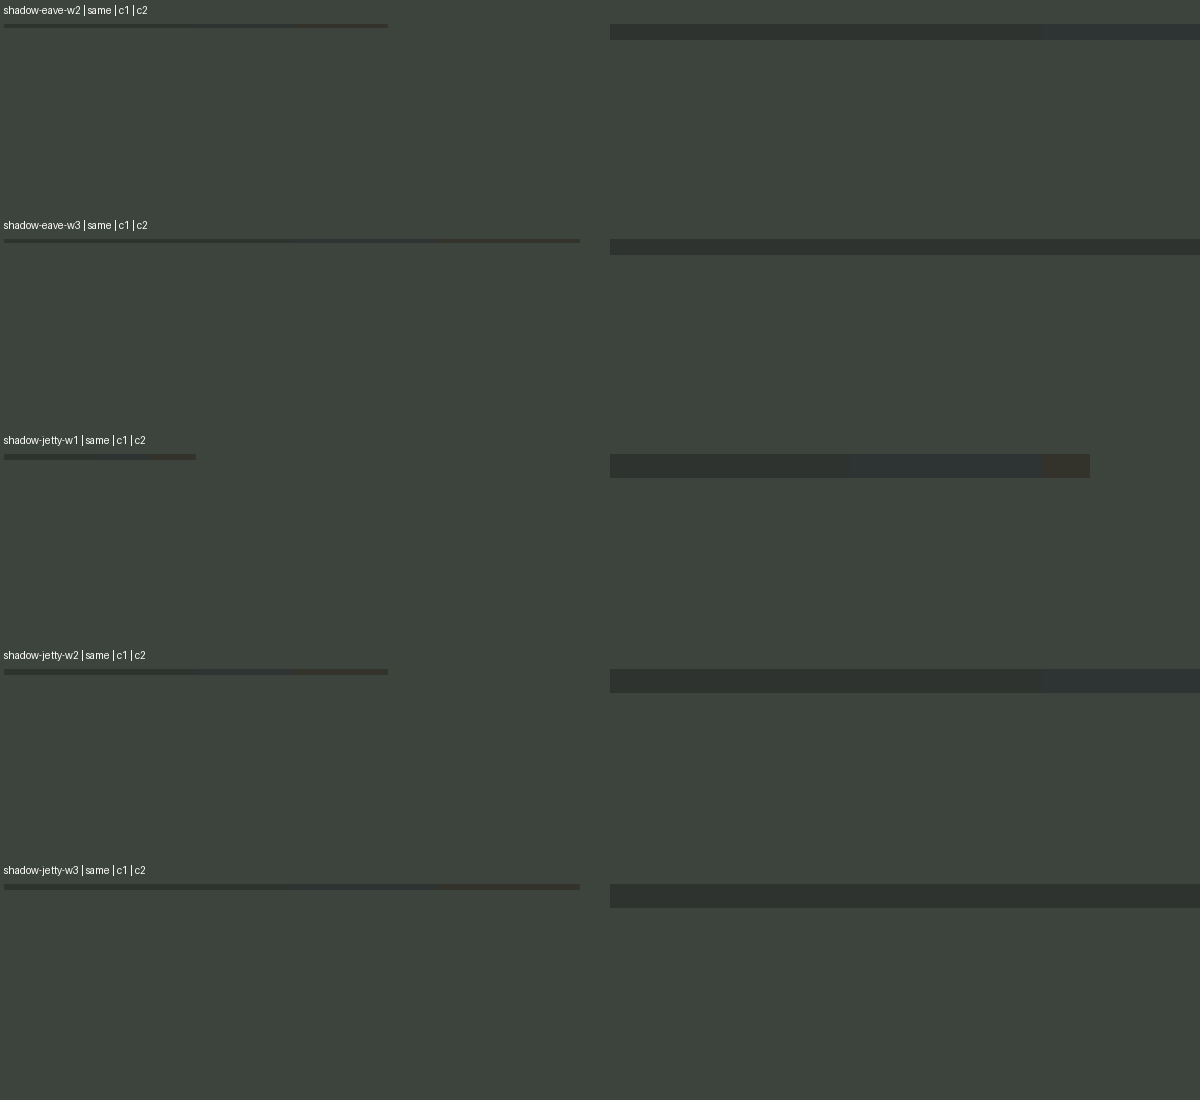 shadow-eave-w2 | same | c1 | c2
shadow-eave-w3 | same | c1 | c2
shadow-jetty-w1 | same | c1 | c2
shadow-jetty-w2 | same | c1 | c2
shadow-jetty-w3 | same | c1 | c2